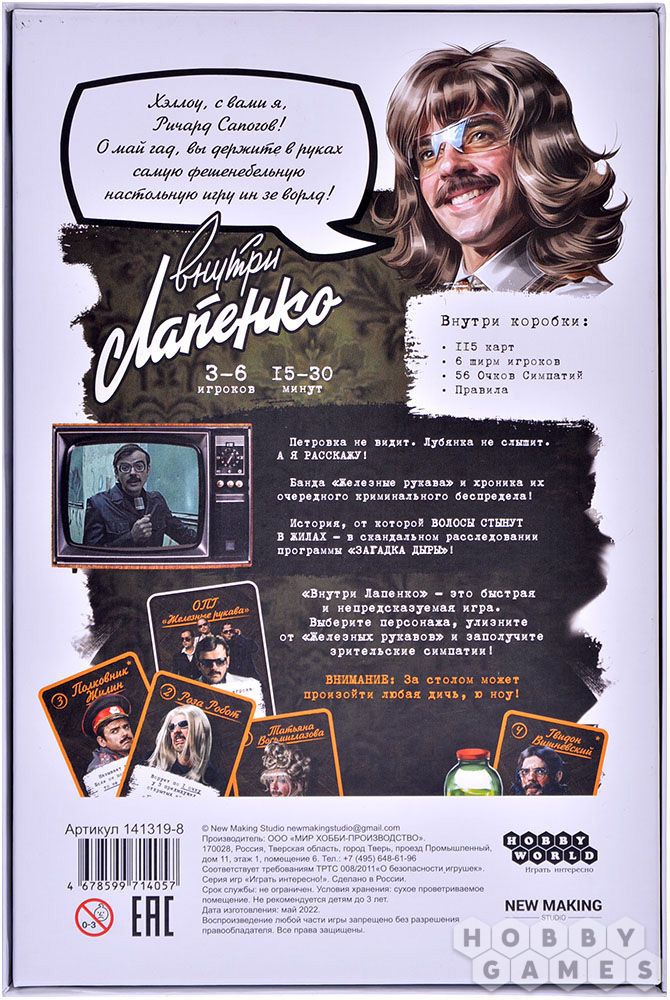 Хэллоу, с вами я,
Ричард Сапогов!
О май гад, вы держите в руках
самую фешенебельную
настольную игру ин зе ворлд!
внутри
Лапенко
3-6
игроков
15-30
минут
Внутри коробки:
• 115 карт
• 6 ширм игроков
• 56 Очков Симпатий
• Правила
Петровка не видит. Лубянка не слышит.
А Я РАССКАЖУ!
Банда «Железные рукава» и хроника их
очередного криминального беспредела!
История, от которой ВОЛОСЫ СТЫНУТ
В ЖИЛАХ – в скандальном расследовании
программы «ЗАГАДКА ДЫРЫ»!
«Внутри Лапенко» – это быстрая
и непредсказуемая игра.
Выберите персонажа, улизните
от «Железных рукавов» и заполучите
зрительские симпатии!
ВНИМАНИЕ: За столом может
произойти любая дичь, ю ноу!
ОПГ
«Железные рукава»
3 Полковник
Жилин
2 Роза Робот
Татьяна
Восьмиглазова
4 Гвидон
Вишневский
Артикул 141319-8
4 678599 714057
0-3
EAC
© New Making Studio newmakingstudio@gmail.com
Производитель: ООО «МИР ХОББИ-ПРОИЗВОДСТВО».
170028, Россия, Тверская область, город Тверь, проезд Промышленный,
дом 11, этаж 1, помещение 6. Тел.: +7 (495) 648-61-96
Соответствует требованиям ТРТС 008/2011«О безопасности игрушек».
Серия игр «Играть интересно!». Сделано в России.
Срок службы: не ограничен. Условия хранения: сухое проветриваемое
помещение. Не рекомендуется детям до 3 лет.
Дата изготовления: май 2022.
Воспроизведение любой части игры запрещено без разрешения
правообладателя. Все права защищены.
HOBBY
WORLD
Играть интересно
NEW MAKING
STUDIO
HOBBY
GAMES